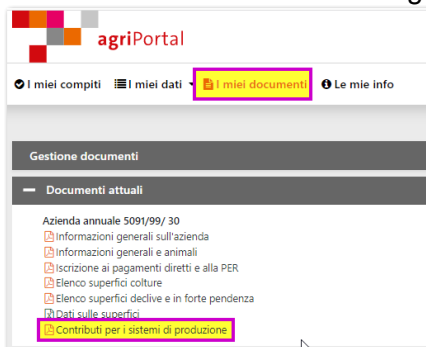 agriPortal
I miei compiti I miei dati I miei documenti Le mie info
Gestione documenti
Documenti attuali
Azienda annuale 5091/99/ 30
Informazioni generali sull'azienda
Informazioni generali e animali
Iscrizione ai pagamenti diretti e alla PER
Elenco superfici colture
Elenco superfici declive e in forte pendenza
Dati sulle superfici
Contributi per i sistemi di produzione